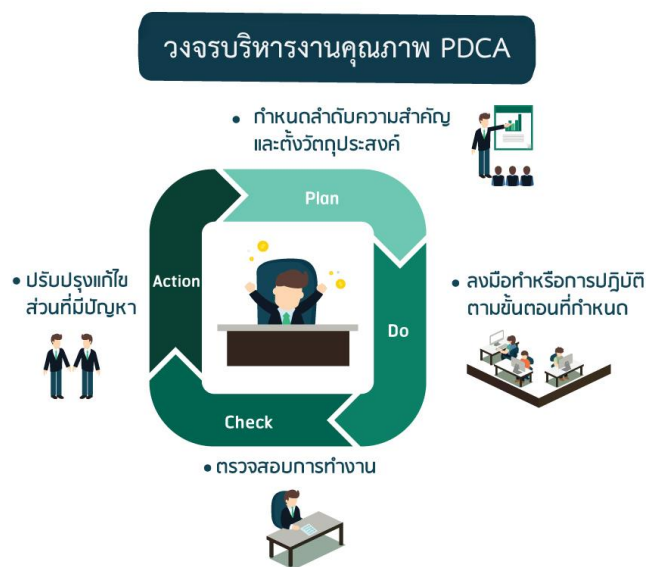 วงจรบริหารงานคุณภาพ PDCA
• กำหนดลำดับความสำคัญ
และตั้งวัตถุประสงค์
Plan
• ปรับปรุงแก้ไข
ส่วนที่มีปัญหา
Action
• ลงมือทำหรือการปฏิบัติ
ตามขั้นตอนที่กำหนด
Do
Check
• ตรวจสอบการทำงาน